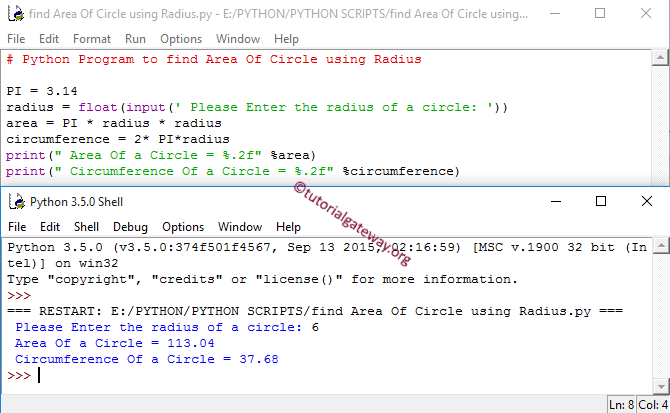 find Area Of Circle using Radius.py - E:/PYTHON/PYTHON SCRIPTS/find Area Of Circle using...
File Edit Format Run Options Window Help
# Python Program to find Area Of Circle using Radius
PI = 3.14
radius = float(input(' Please Enter the radius of a circle: '))
area = PI * radius * radius
circumference = 2* PI*radius
print(" Area Of a Circle = %.2f" %area)
print(" Circumference Of a Circle = %.2f" %circumference)
©tutorialgateway.org
Python 3.5.0 Shell
File Edit Shell Debug Options Window Help
Python 3.5.0 (v3.5.0:374f501f4567, Sep 13 2015, 02:16:59) [MSC v.1900 32 bit (In
tel)] on win32
Type "copyright", "credits" or "license()" for more information.
>>>
=== RESTART: E:/PYTHON/PYTHON SCRIPTS/find Area Of Circle using Radius.py ===
 Please Enter the radius of a circle: 6
 Area Of a Circle = 113.04
 Circumference Of a Circle = 37.68
>>>
Ln: 8 Col: 4